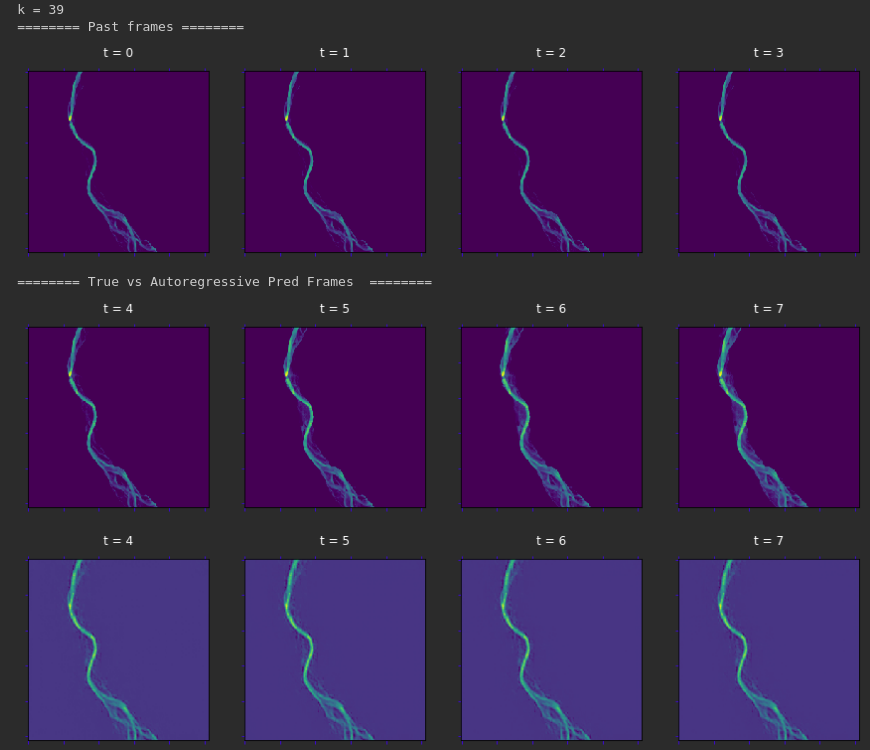 k = 39
======== Past frames ========
t = 0 t = 1 t = 2 t = 3
======== True vs Autoregressive Pred Frames  ========
t = 4 t = 5 t = 6 t = 7
t = 4 t = 5 t = 6 t = 7